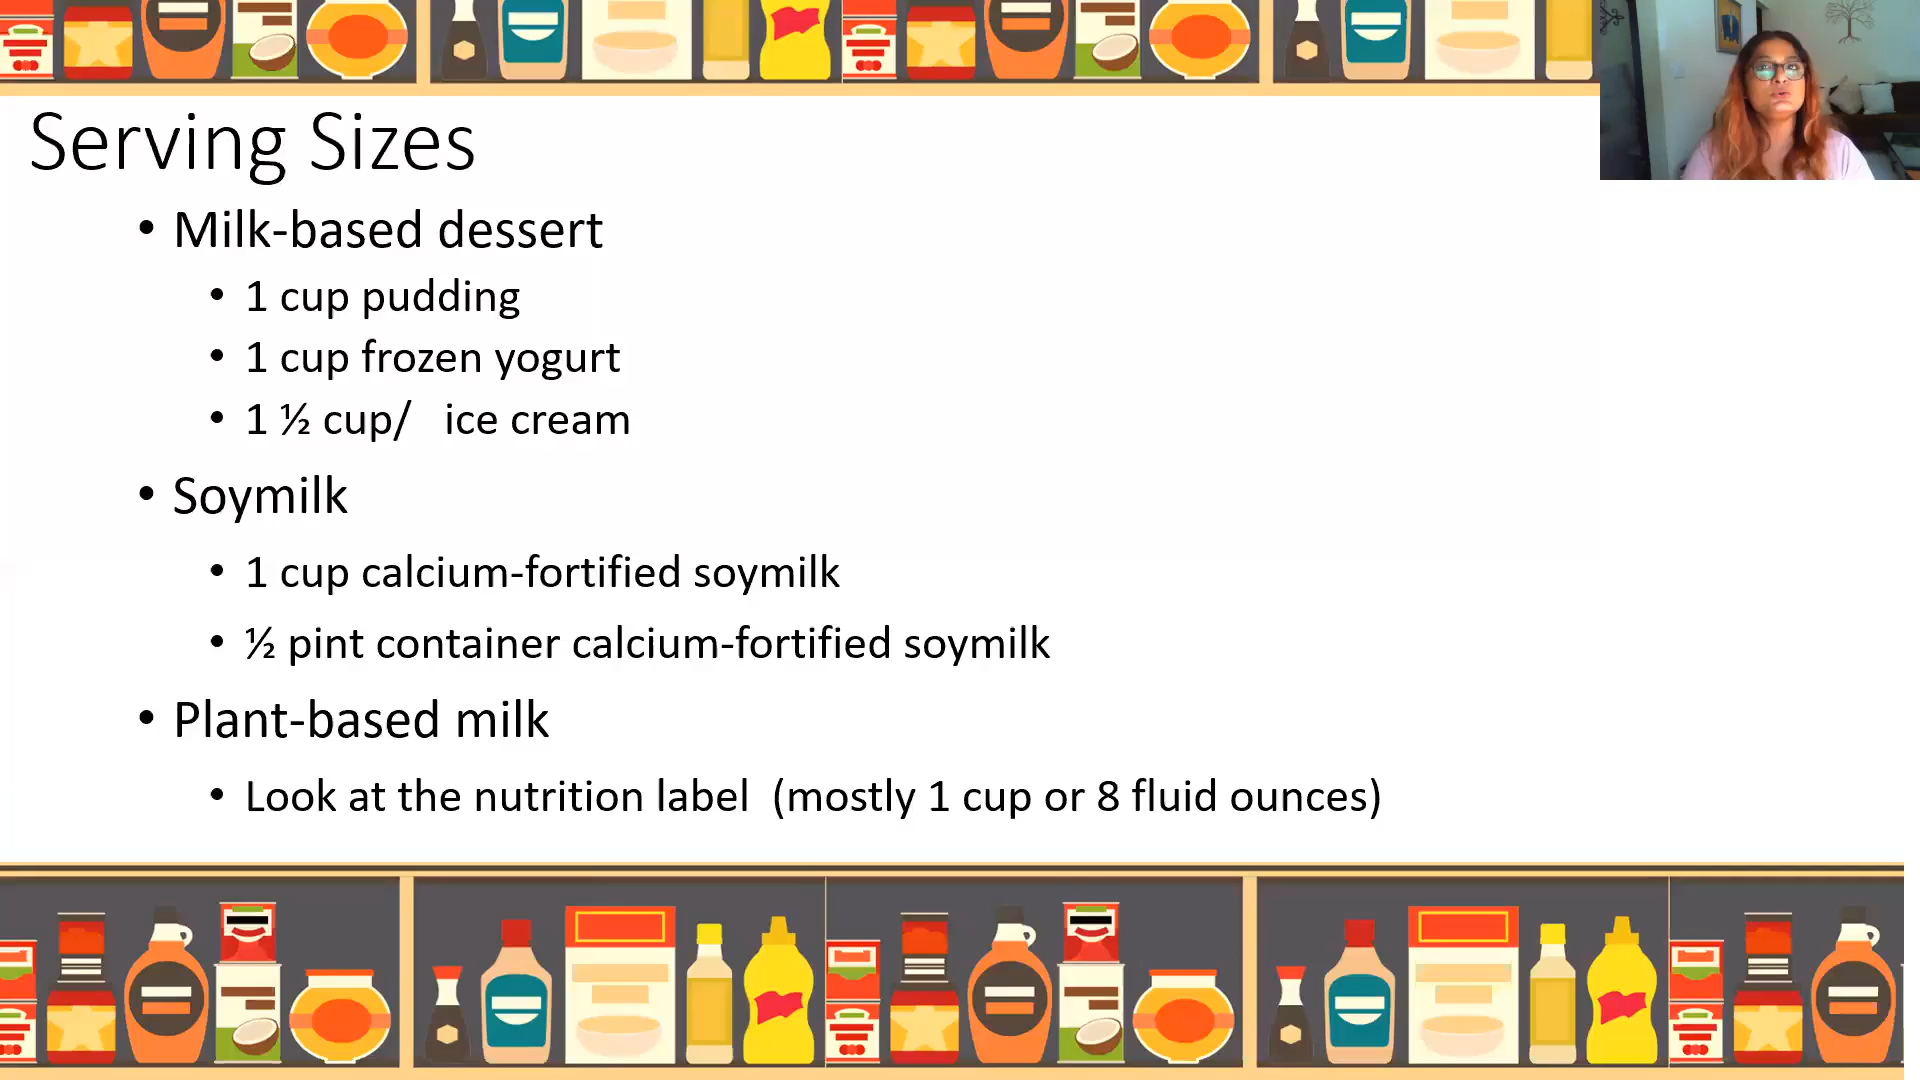 Serving Sizes
• Milk-based dessert
• 1 cup pudding
• 1 cup frozen yogurt
• 1 ½ cup/   ice cream
• Soymilk
• 1 cup calcium-fortified soymilk
• ½ pint container calcium-fortified soymilk
• Plant-based milk
• Look at the nutrition label  (mostly 1 cup or 8 fluid ounces)